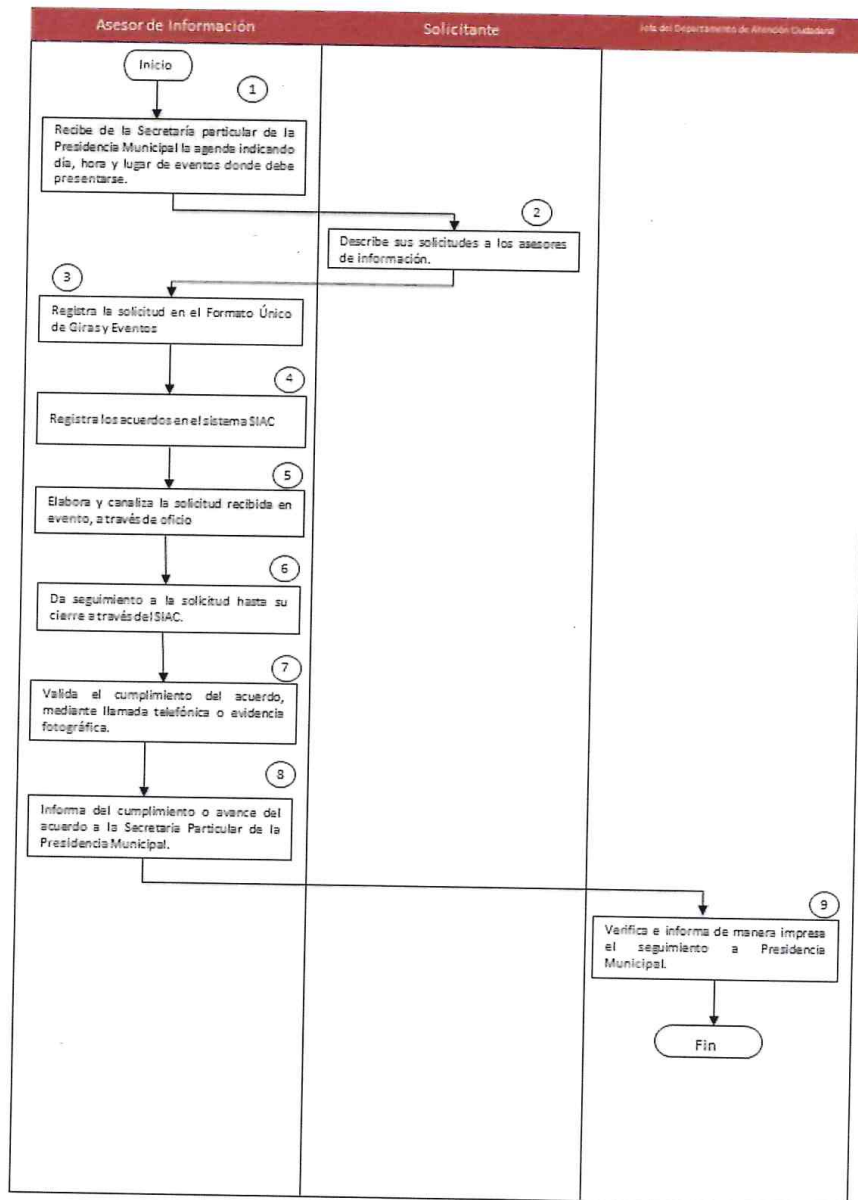 Asesor de Información
Solicitante
Jefe del Departamento de Atención Ciudadana
Inicio
1
Recibe de la Secretaría particular de la
Presidencia Municipal la agenda indicando
día, hora y lugar de eventos donde debe
presentarse.
2
Describe sus solicitudes a los asesores
de información.
3
Registra la solicitud en el Formato Único
de Giras y Eventos
4
Registra los acuerdos en el sistema SIAC
5
Elabora y canaliza la solicitud recibida en
evento, a través de oficio
6
Da seguimiento a la solicitud hasta su
cierre a través del SIAC.
7
Valida el cumplimiento del acuerdo,
mediante llamada telefónica o evidencia
fotográfica.
8
Informa del cumplimiento o avance del
acuerdo a la Secretaría Particular de la
Presidencia Municipal.
9
Verifica e informa de manera impresa
el seguimiento a Presidencia
Municipal.
Fin